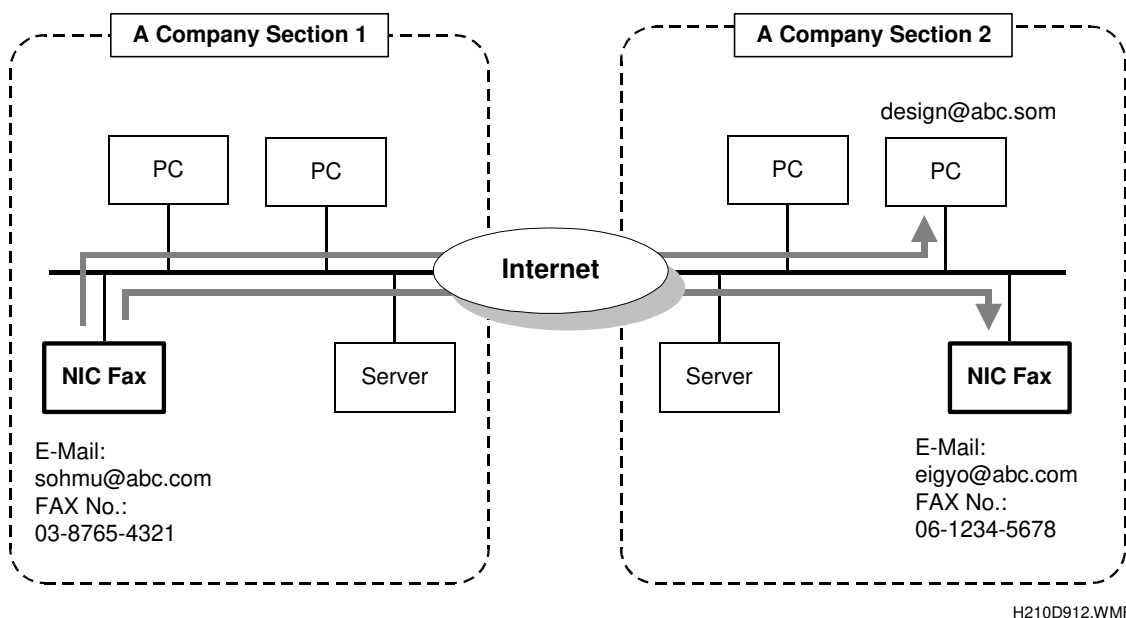 A Company Section 1
A Company Section 2
design@abc.som
PC
PC
PC
PC
Internet
NIC Fax
Server
Server
NIC Fax
E-Mail:
sohmu@abc.com
FAX No.:
03-8765-4321
E-Mail:
eigyo@abc.com
FAX No.:
06-1234-5678
H210D912.WMF